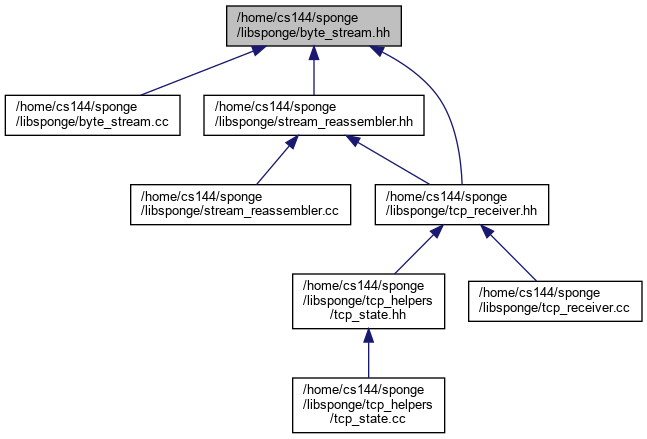 /home/cs144/sponge
/libsponge/byte_stream.hh
/home/cs144/sponge
/libsponge/byte_stream.cc
/home/cs144/sponge
/libsponge/stream_reassembler.hh
/home/cs144/sponge
/libsponge/stream_reassembler.cc
/home/cs144/sponge
/libsponge/tcp_receiver.hh
/home/cs144/sponge
/libsponge/tcp_helpers
/tcp_state.hh
/home/cs144/sponge
/libsponge/tcp_receiver.cc
/home/cs144/sponge
/libsponge/tcp_helpers
/tcp_state.cc